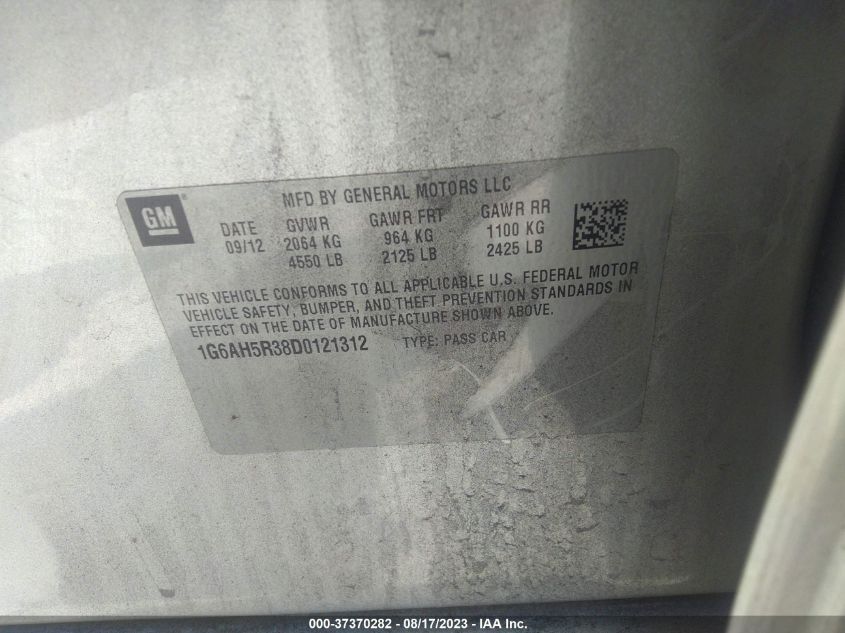 MFD BY GENERAL MOTORS LLC
GM®
DATE GVWR GAWR FRT GAWR RR
09/12 2064 KG 964 KG 1100 KG
4550 LB 2125 LB 2425 LB
THIS VEHICLE CONFORMS TO ALL APPLICABLE U.S. FEDERAL MOTOR
VEHICLE SAFETY, BUMPER, AND THEFT PREVENTION STANDARDS IN
EFFECT ON THE DATE OF MANUFACTURE SHOWN ABOVE.
1G6AH5R38D0121312 TYPE: PASS CAR
000-37370282 - 08/17/2023 - IAA Inc.